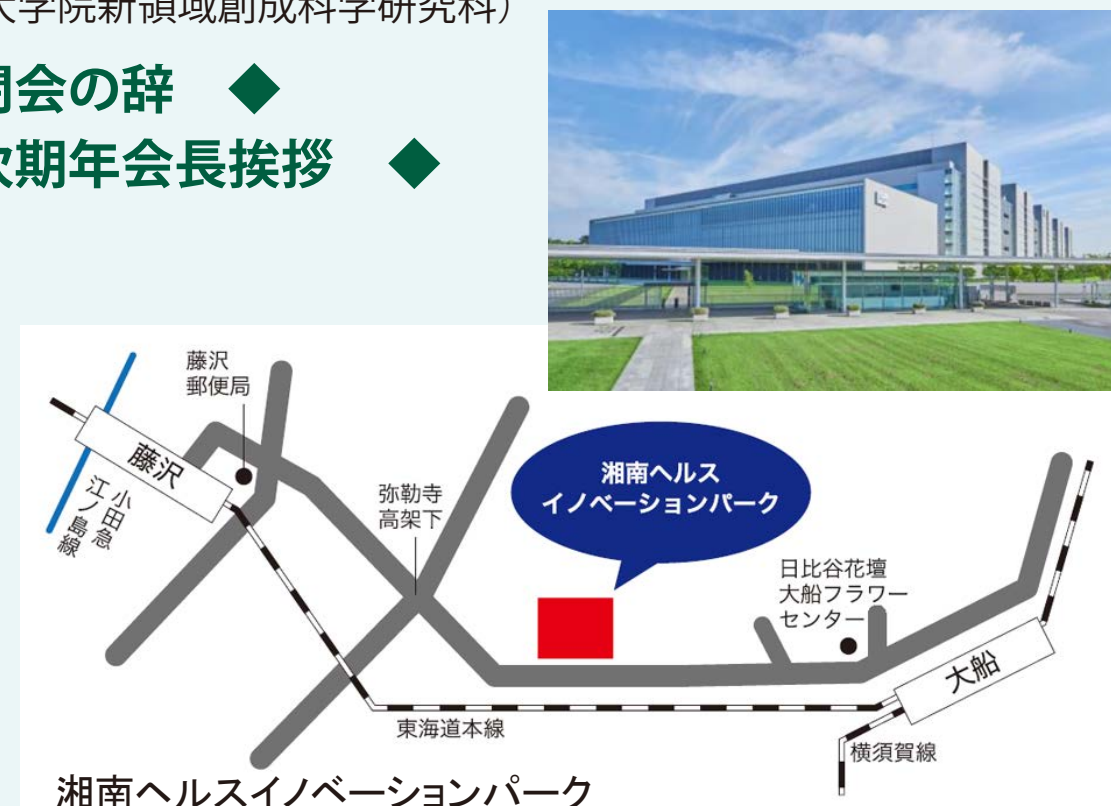 大学院新領域創成科学研究科）
会の辞　◆
次期年会長挨拶　◆
藤沢
郵便局
藤沢
小田急
江ノ島線
弥勒寺
高架下
湘南ヘルス
イノベーションパーク
日比谷花壇
大船フラワー
センター
大船
東海道本線
横須賀線
湘南ヘルスイノベーションパーク